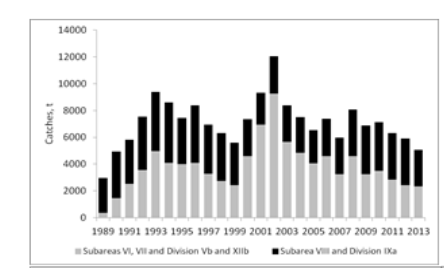 14000
12000
10000
8000
6000
4000
2000
0
Catches, t
1989 1991 1993 1995 1997 1999 2001 2003 2005 2007 2009 2011 2013
Subareas VI, VII and Division Vb and XIIb
Subarea VIII and Division IXa